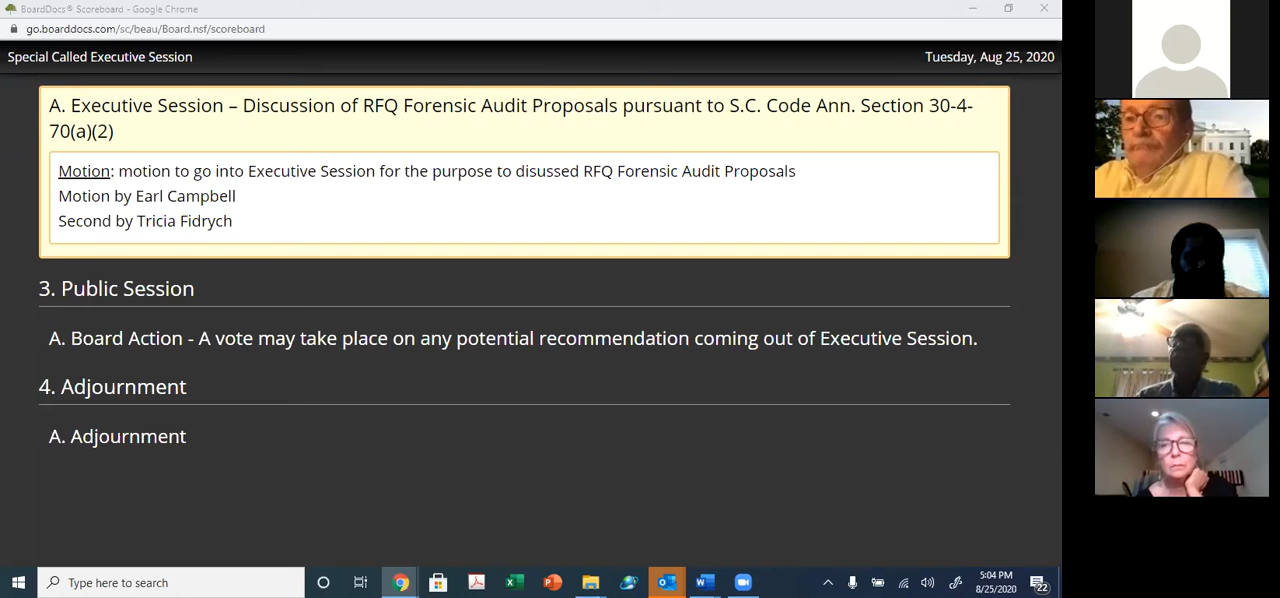 BoardDocs® Scoreboard - Google Chrome
go.boarddocs.com/sc/beau/Board.nsf/scoreboard
Special Called Executive Session
Tuesday, Aug 25, 2020
A. Executive Session – Discussion of RFQ Forensic Audit Proposals pursuant to S.C. Code Ann. Section 30-4-
70(a)(2)
Motion: motion to go into Executive Session for the purpose to disussed RFQ Forensic Audit Proposals
Motion by Earl Campbell
Second by Tricia Fidrych
3. Public Session
A. Board Action - A vote may take place on any potential recommendation coming out of Executive Session.
4. Adjournment
A. Adjournment
Type here to search
5:04 PM
8/25/2020
22